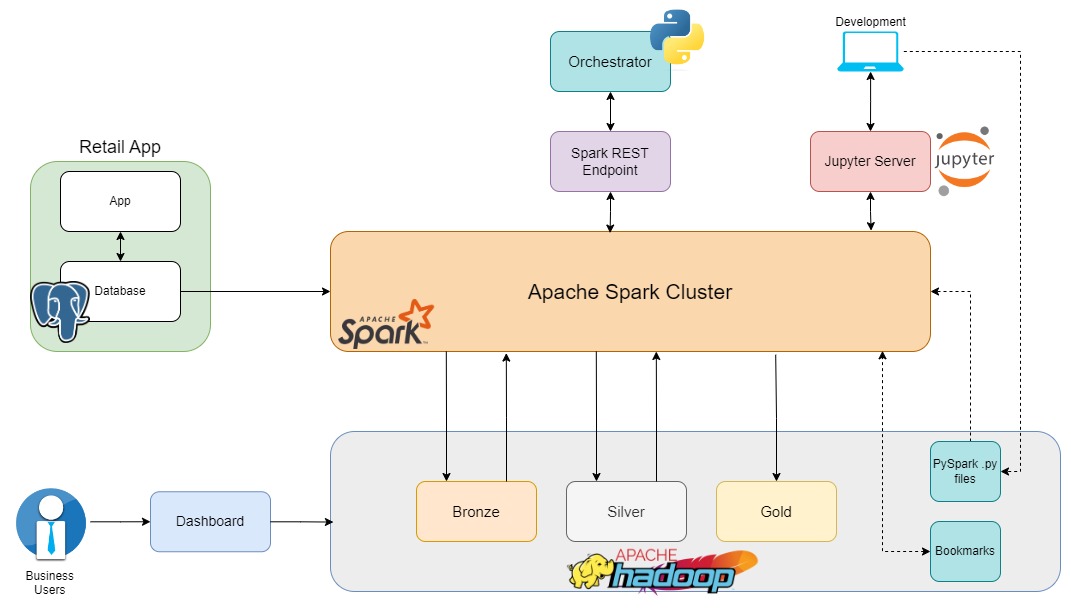 Development
Orchestrator
Spark REST
Endpoint
Jupyter Server
jupyter
Retail App
App
Database
Apache Spark Cluster
APACHE
Spark
PySpark .py
files
Bronze
Silver
Gold
Dashboard
Bookmarks
APACHE
hadoop
Business
Users